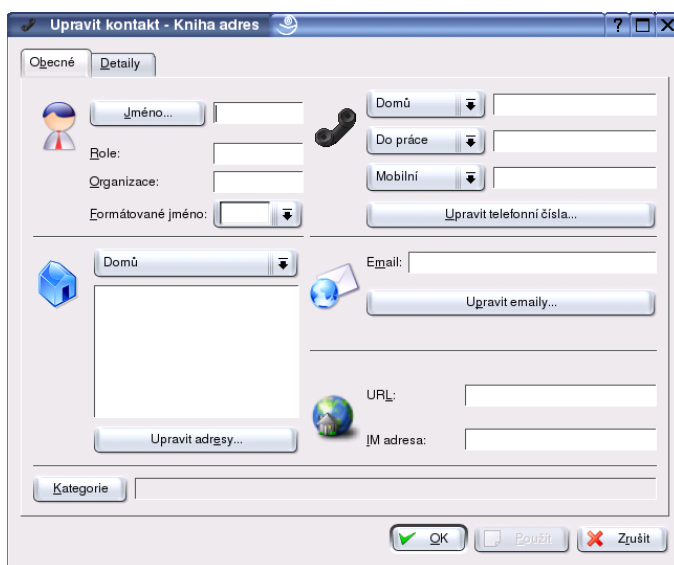 Upravit kontakt - Kniha adres
Obecné
Detaily
Jméno...
Role:
Organizace:
Formátované jméno:
Domů
Do práce
Mobilní
Upravit telefonní čísla...
Domů
Upravit adresy...
Email:
Upravit emaily...
URL:
IM adresa:
Kategorie
OK
Použít
Zrušit